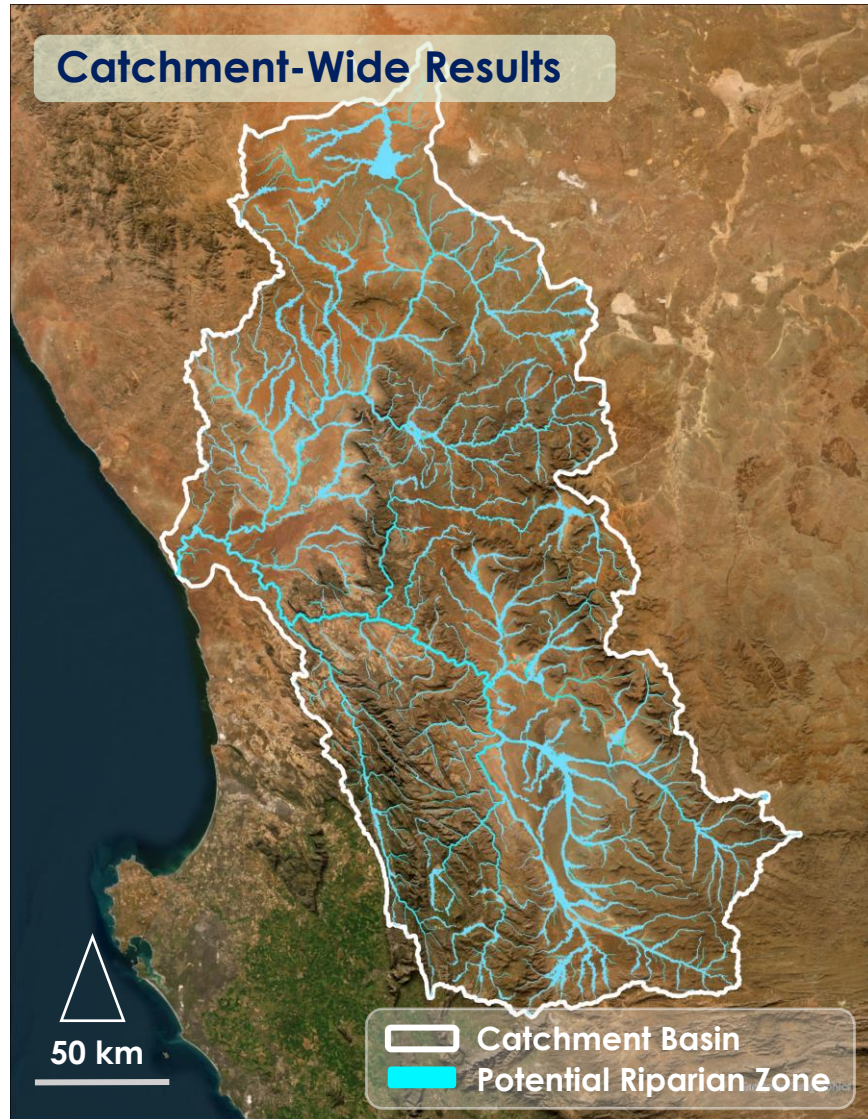 Catchment-Wide Results
50 km
Catchment Basin
Potential Riparian Zone